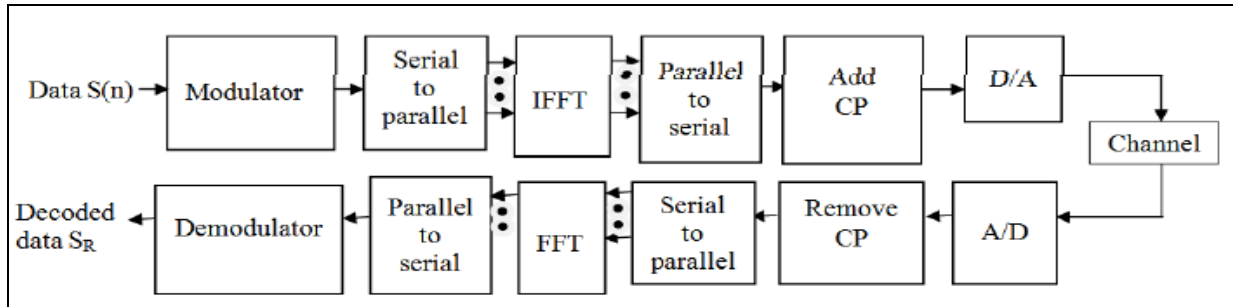 Data S(n)
Modulator
Serial
to
parallel
IFFT
Parallel
to
serial
Add
CP
D/A
Channel
Decoded
data S_R
Demodulator
Parallel
to
serial
FFT
Serial
to
parallel
Remove
CP
A/D